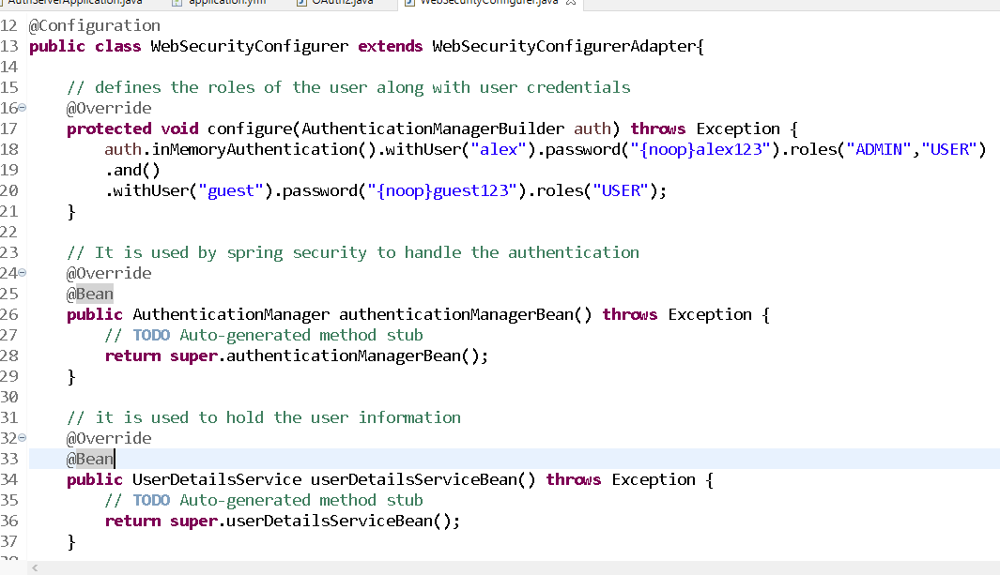 AuthServerApplication.java application.yml OAuth2.java WebSecurityConfigurer.java
12 @Configuration
13 public class WebSecurityConfigurer extends WebSecurityConfigurerAdapter{
14
15 // defines the roles of the user along with user credentials
16 @Override
17 protected void configure(AuthenticationManagerBuilder auth) throws Exception {
18 auth.inMemoryAuthentication().withUser("alex").password("{noop}alex123").roles("ADMIN","USER")
19 .and()
20 .withUser("guest").password("{noop}guest123").roles("USER");
21 }
22
23 // It is used by spring security to handle the authentication
24 @Override
25 @Bean
26 public AuthenticationManager authenticationManagerBean() throws Exception {
27 // TODO Auto-generated method stub
28 return super.authenticationManagerBean();
29 }
30
31 // it is used to hold the user information
32 @Override
33 @Bean
34 public UserDetailsService userDetailsServiceBean() throws Exception {
35 // TODO Auto-generated method stub
36 return super.userDetailsServiceBean();
37 }